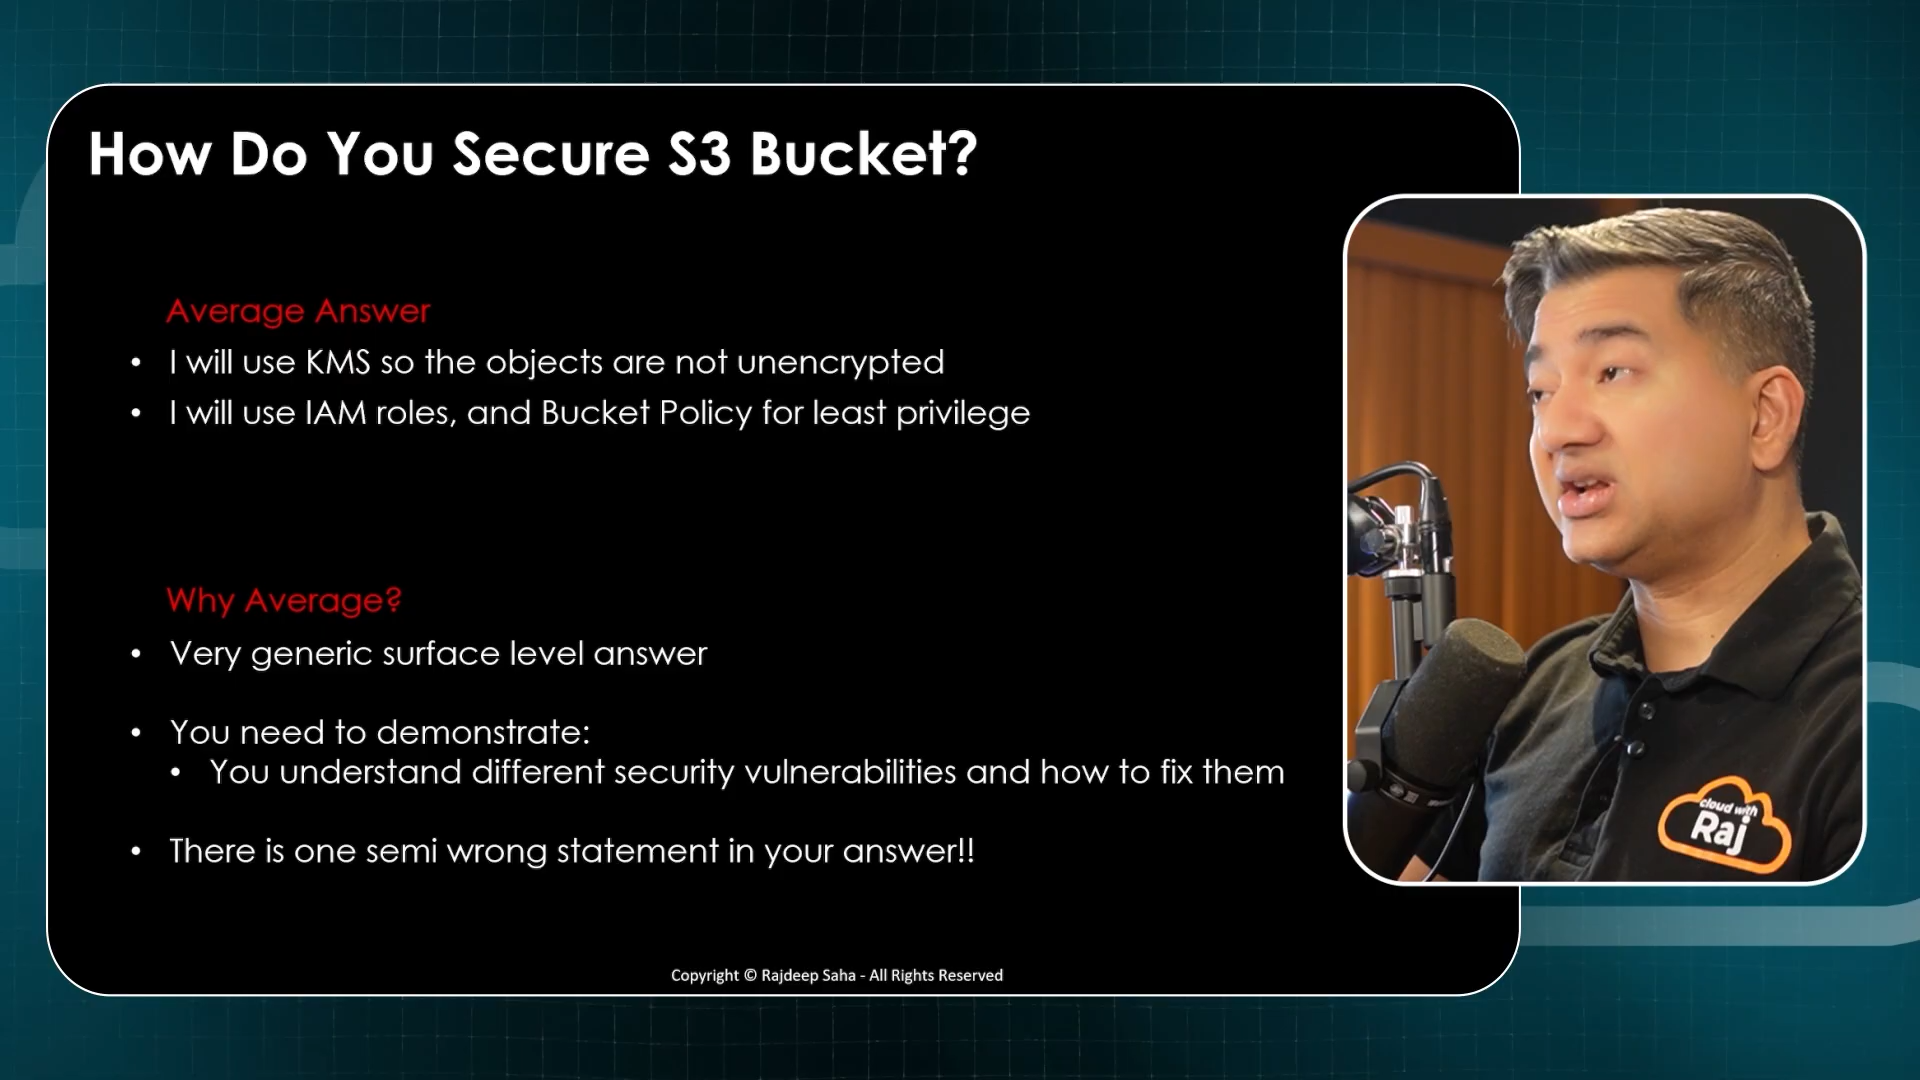 How Do You Secure S3 Bucket?
Average Answer
• I will use KMS so the objects are not unencrypted
• I will use IAM roles, and Bucket Policy for least privilege
Why Average?
• Very generic surface level answer
• You need to demonstrate:
• You understand different security vulnerabilities and how to fix them
• There is one semi wrong statement in your answer!!
cloud with
Raj
Copyright © Rajdeep Saha - All Rights Reserved